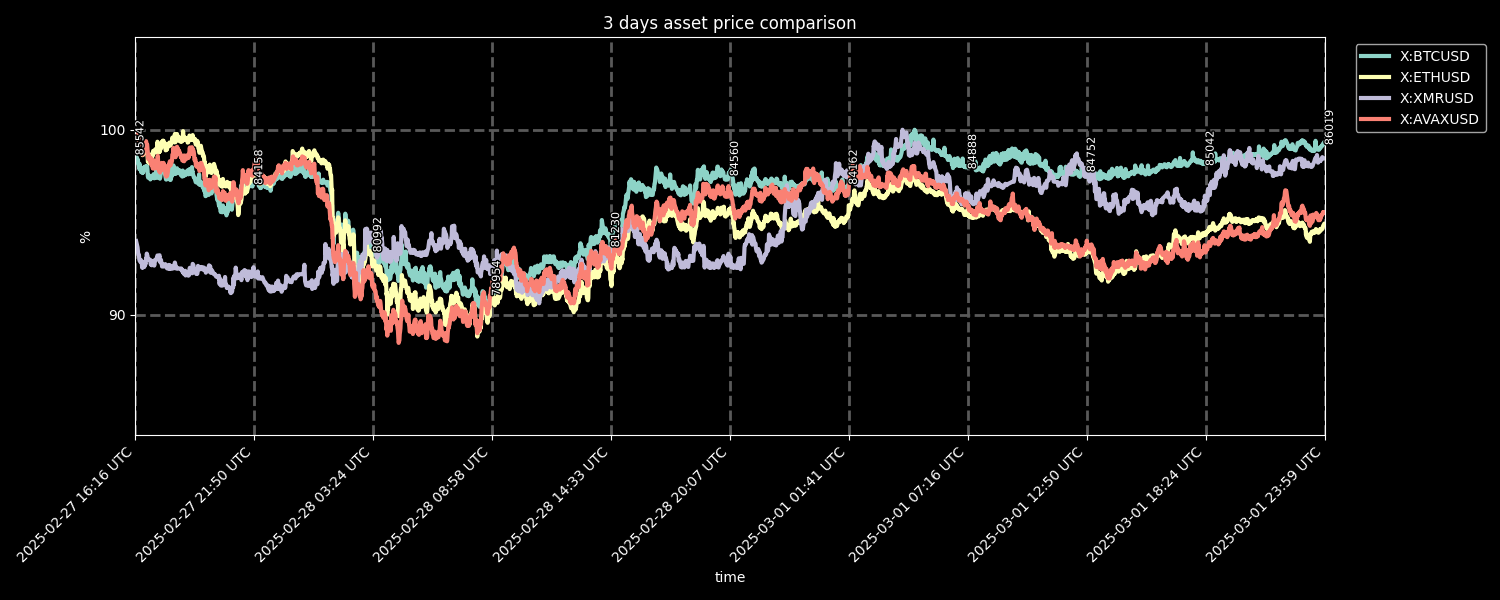 3 days asset price comparison
X:BTCUSD
X:ETHUSD
X:XMRUSD
X:AVAXUSD
100
90
%
85542
84158
80992
78954
81230
84560
84162
84888
84752
85042
86019
2025-02-27 16:16 UTC
2025-02-27 21:50 UTC
2025-02-28 03:24 UTC
2025-02-28 08:58 UTC
2025-02-28 14:33 UTC
2025-02-28 20:07 UTC
2025-03-01 01:41 UTC
2025-03-01 07:16 UTC
2025-03-01 12:50 UTC
2025-03-01 18:24 UTC
2025-03-01 23:59 UTC
time